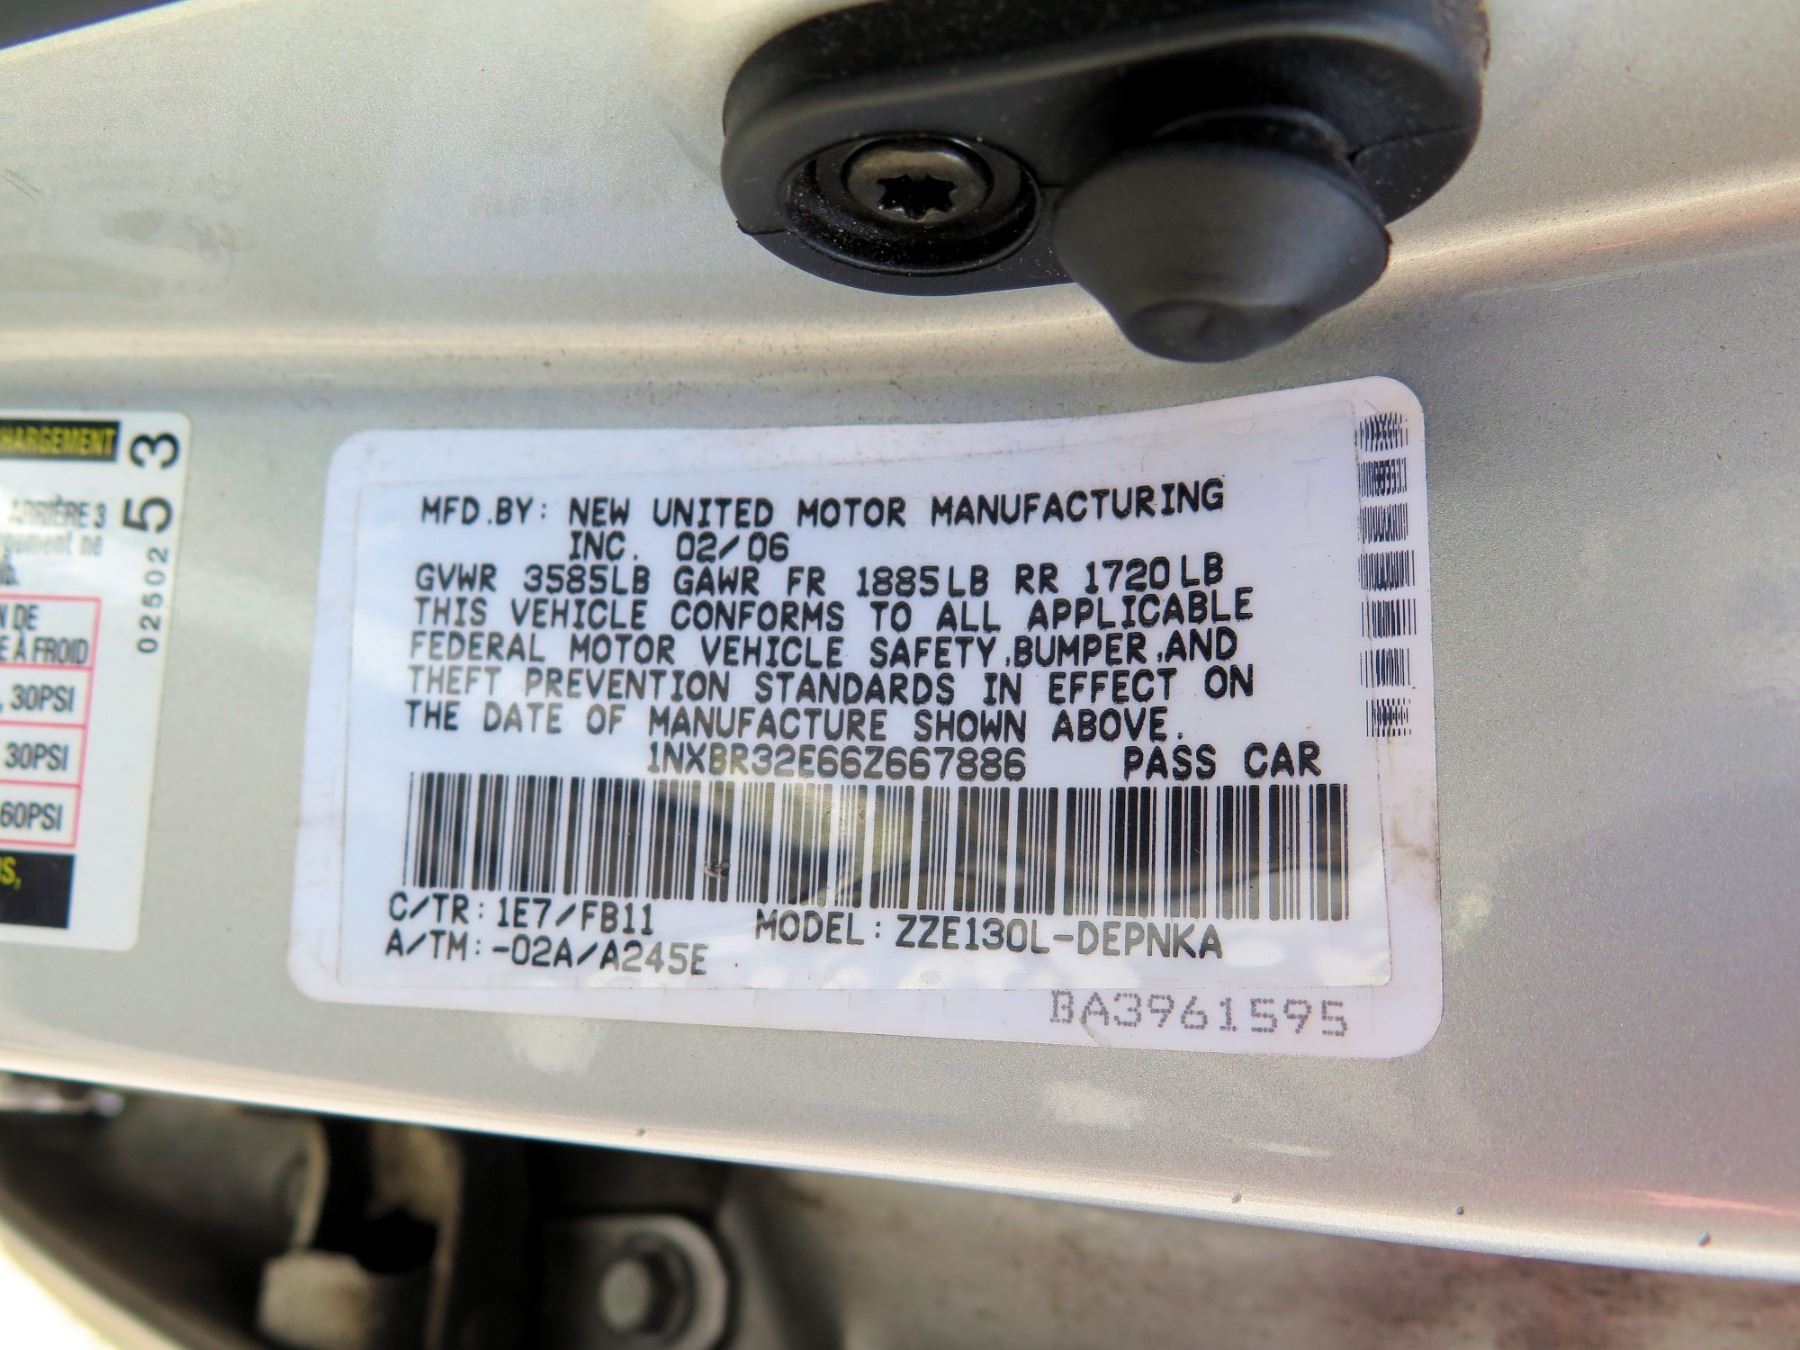 HARGEMENT
ARRIÈRE 3
N DE
E À FROID
, 30PSI
30PSI
60PSI
S,
02502 53
MFD.BY: NEW UNITED MOTOR MANUFACTURING
INC. 02/06
GVWR 3585LB GAWR FR 1885LB RR 1720LB
THIS VEHICLE CONFORMS TO ALL APPLICABLE
FEDERAL MOTOR VEHICLE SAFETY,BUMPER,AND
THEFT PREVENTION STANDARDS IN EFFECT ON
THE DATE OF MANUFACTURE SHOWN ABOVE.
1NXBR32E66Z667886 PASS CAR
C/TR: 1E7/FB11 MODEL: ZZE130L-DEPNKA
A/TM: -02A/A245E
BA3961595